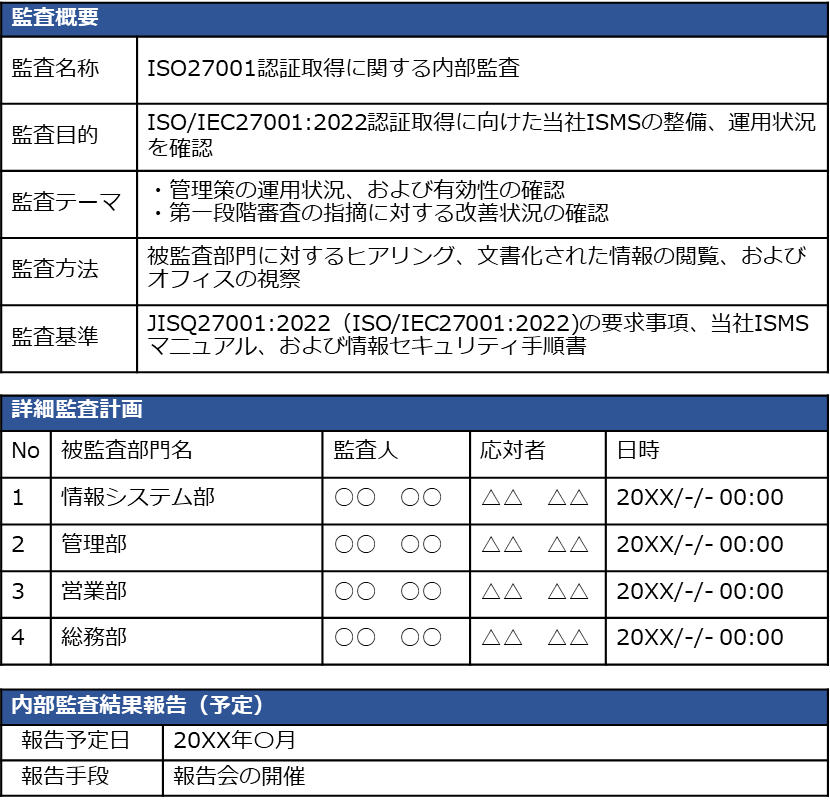 監査概要
監査名称 ISO27001認証取得に関する内部監査
監査目的 ISO/IEC27001:2022認証取得に向けた当社ISMSの整備、運用状況
を確認
監査テーマ ・管理策の運用状況、および有効性の確認
・第一段階審査の指摘に対する改善状況の確認
監査方法 被監査部門に対するヒアリング、文書化された情報の閲覧、および
オフィスの視察
監査基準 JISQ27001:2022（ISO/IEC27001:2022)の要求事項、当社ISMS
マニュアル、および情報セキュリティ手順書
詳細監査計画
No 被監査部門名 監査人 応対者 日時
1 情報システム部 〇〇　〇〇 △△　△△ 20XX/-/- 00:00
2 管理部 〇〇　〇〇 △△　△△ 20XX/-/- 00:00
3 営業部 〇〇　〇〇 △△　△△ 20XX/-/- 00:00
4 総務部 〇〇　〇〇 △△　△△ 20XX/-/- 00:00
内部監査結果報告（予定）
報告予定日 20XX年〇月
報告手段 報告会の開催